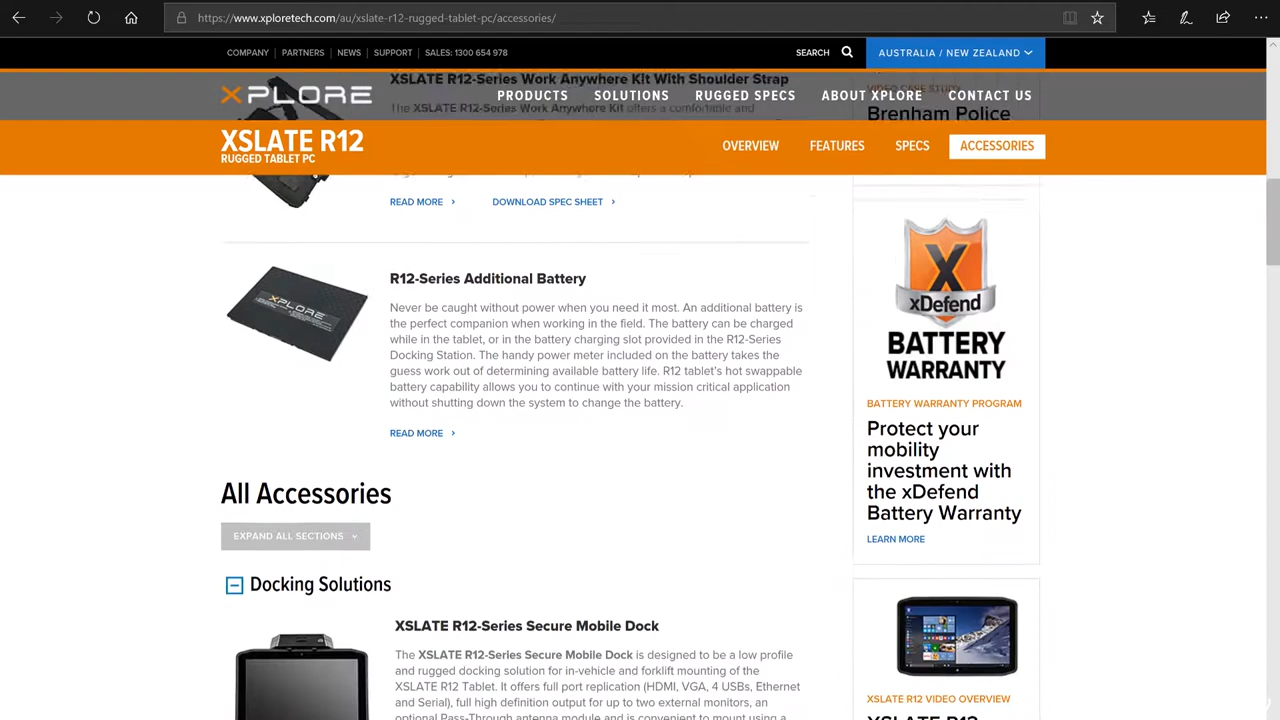 https://www.xploretech.com/au/xslate-r12-rugged-tablet-pc/accessories/
COMPANY PARTNERS NEWS SUPPORT SALES: 1300 654 978
SEARCH
AUSTRALIA / NEW ZEALAND
XSLATE R12-Series Work Anywhere Kit With Shoulder Strap
XPLORE
PRODUCTS SOLUTIONS RUGGED SPECS ABOUT XPLORE CONTACT US
The XSLATE R12-Series Work Anywhere Kit offers a comfortable and
VIDEO CASE STUDY
Brenham Police
XSLATE R12
RUGGED TABLET PC
OVERVIEW FEATURES SPECS ACCESSORIES
READ MORE DOWNLOAD SPEC SHEET
XPLORE
R12-Series Additional Battery
Never be caught without power when you need it most. An additional battery is
the perfect companion when working in the field. The battery can be charged
while in the tablet, or in the battery charging slot provided in the R12-Series
Docking Station. The handy power meter included on the battery takes the
guess work out of determining available battery life. R12 tablet's hot swappable
battery capability allows you to continue with your mission critical application
without shutting down the system to change the battery.
READ MORE
All Accessories
EXPAND ALL SECTIONS
Docking Solutions
XSLATE R12-Series Secure Mobile Dock
The XSLATE R12-Series Secure Mobile Dock is designed to be a low profile
and rugged docking solution for in-vehicle and forklift mounting of the
XSLATE R12 Tablet. It offers full port replication (HDMI, VGA, 4 USBs, Ethernet
and Serial), full high definition output for up to two external monitors, an
optional Pass-Through antenna module and is convenient to mount using a
X
xDefend
BATTERY
WARRANTY
BATTERY WARRANTY PROGRAM
Protect your
mobility
investment with
the xDefend
Battery Warranty
LEARN MORE
XSLATE R12 VIDEO OVERVIEW
XSLATE R12